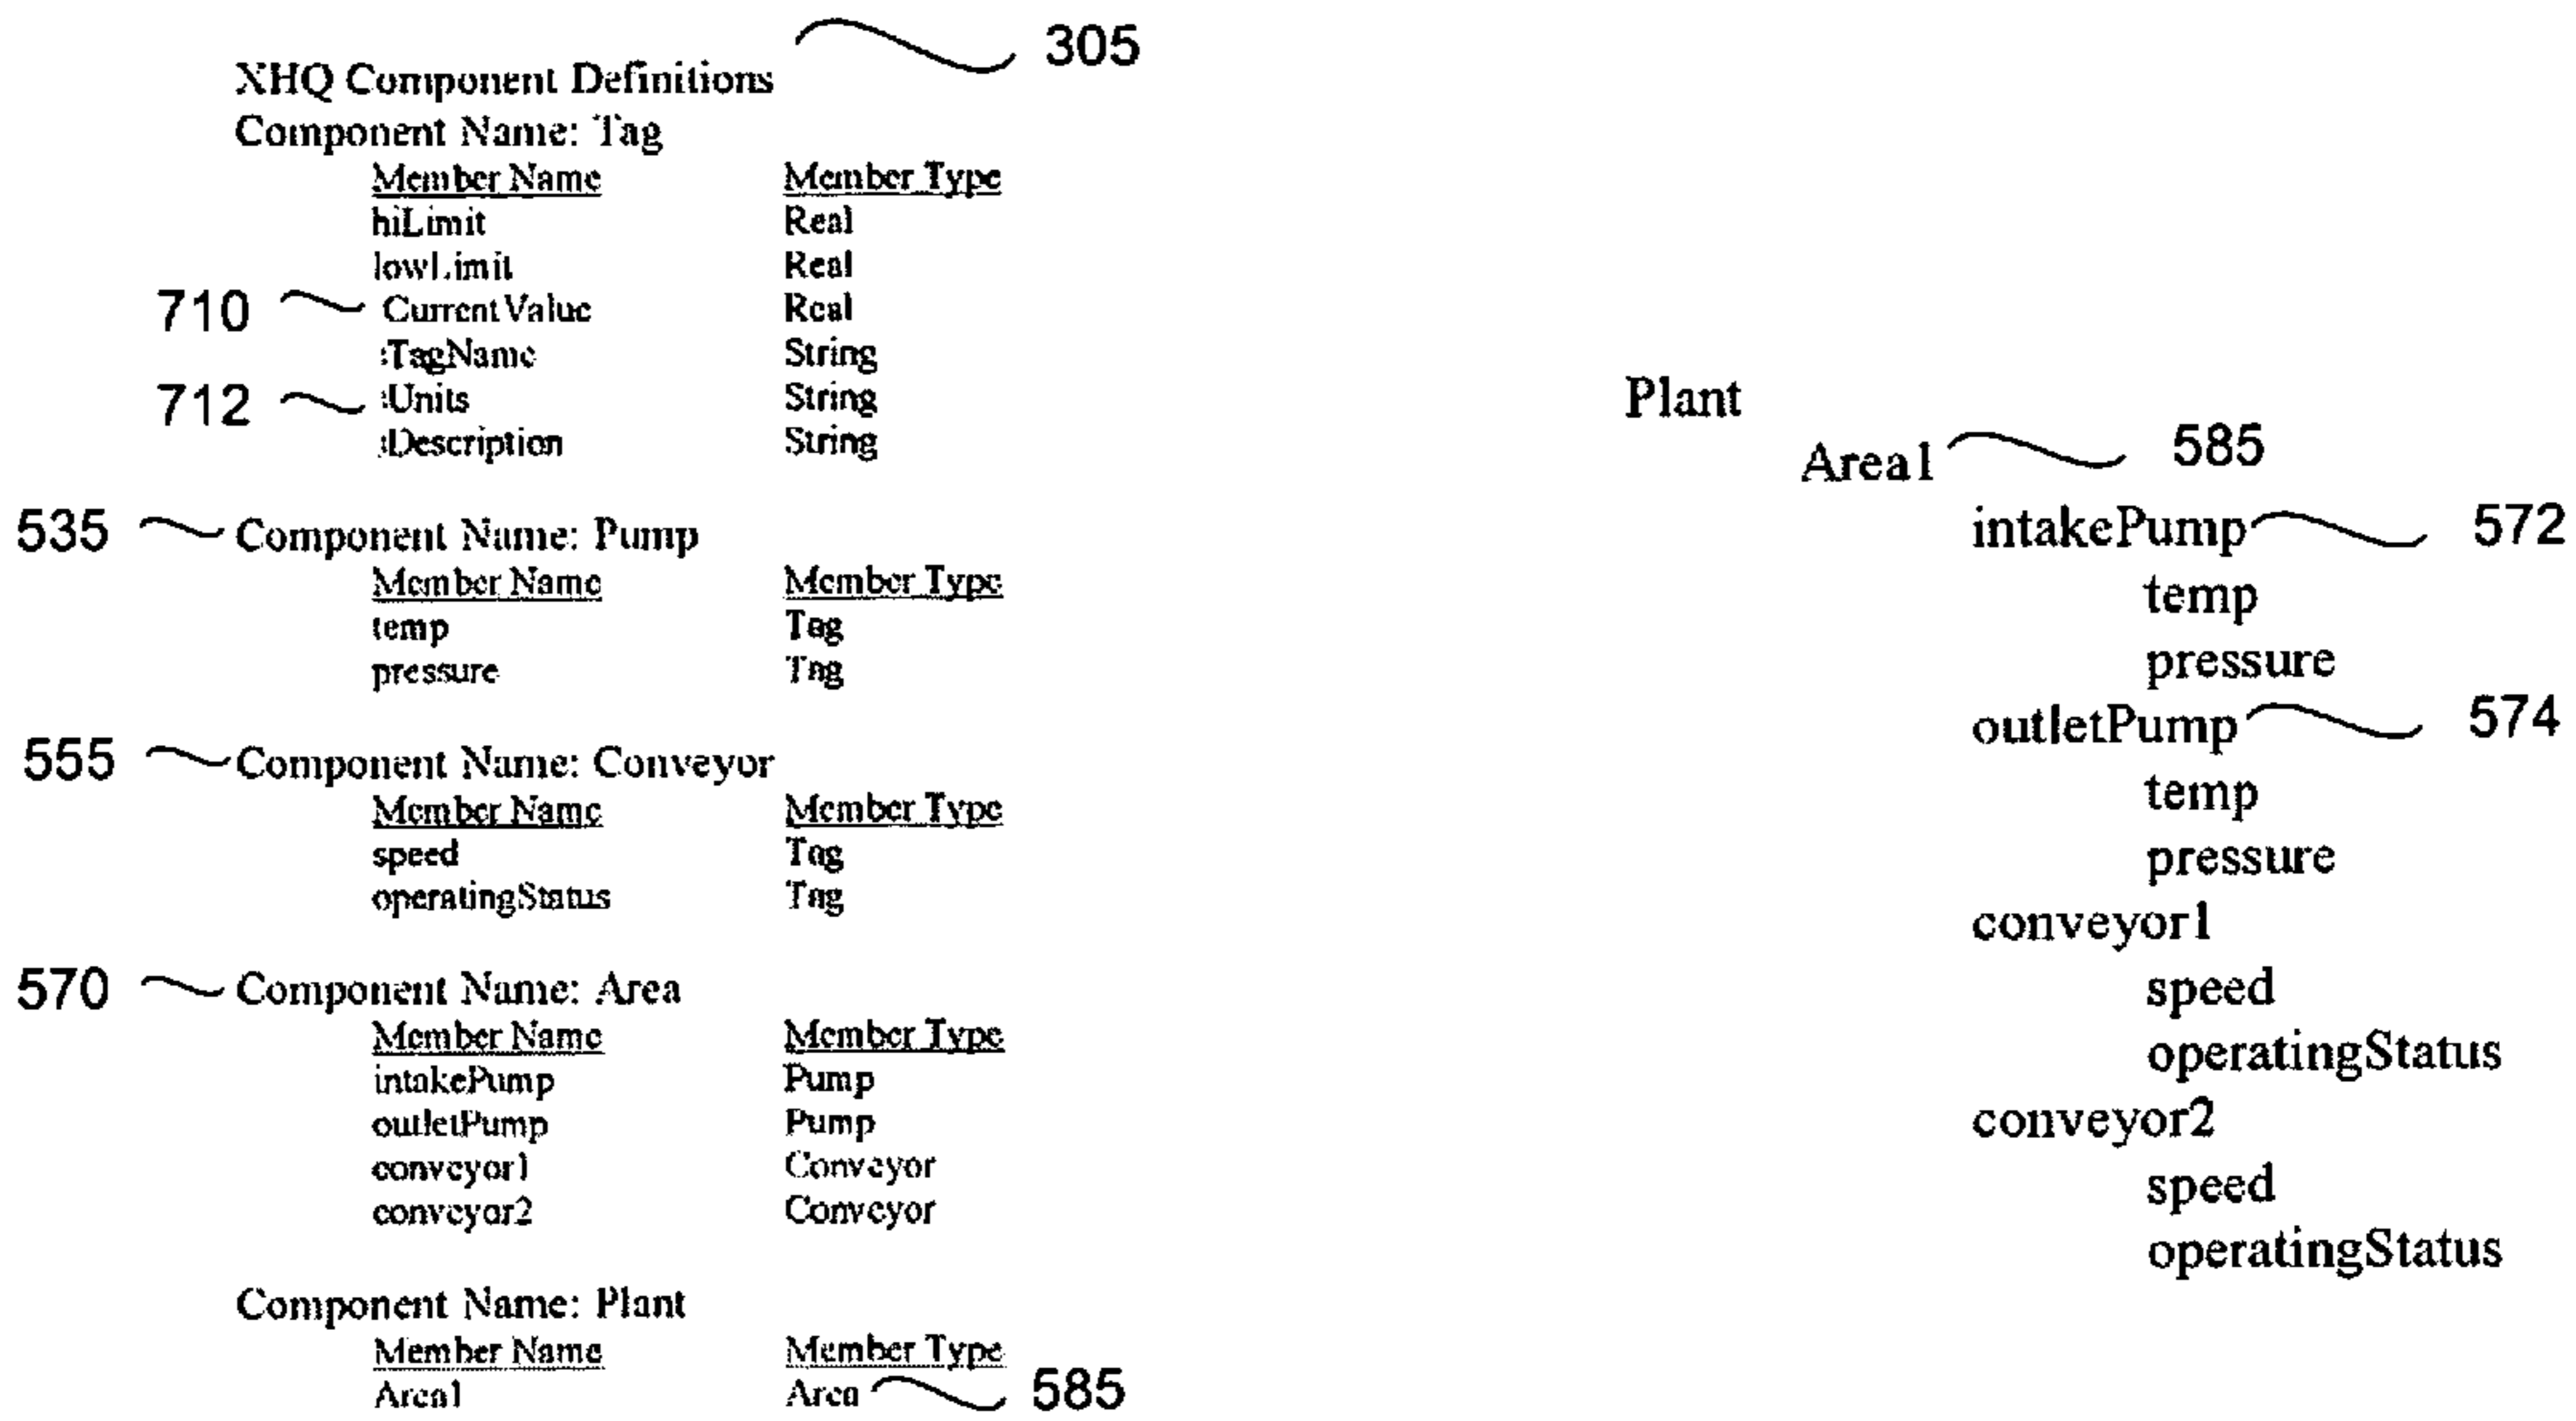 305
XHQ Component Definitions
Component Name: Tag
Member Name Member Type
hiLimit Real
lowLimit Real
710 CurrentValue Real
:TagName String
712 :Units String
:Description String
535 Component Name: Pump
Member Name Member Type
temp Tag
pressure Tag
555 Component Name: Conveyor
Member Name Member Type
speed Tag
operatingStatus Tag
570 Component Name: Area
Member Name Member Type
intakePump Pump
outletPump Pump
conveyor1 Conveyor
conveyor2 Conveyor
Component Name: Plant
Member Name Member Type
Area1 Area 585
Plant
Area1 585
intakePump 572
temp
pressure
outletPump 574
temp
pressure
conveyor1
speed
operatingStatus
conveyor2
speed
operatingStatus